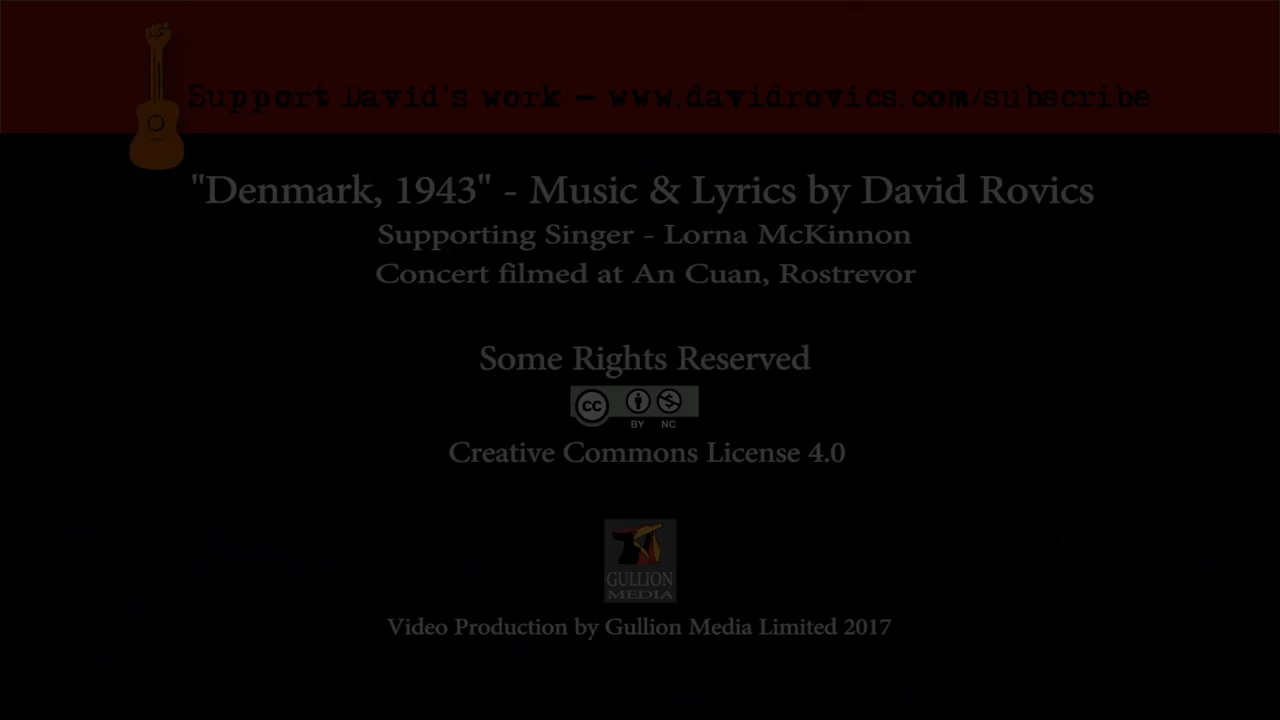 Support David's work - www.davidrovics.com/subscribe
"Denmark, 1943" - Music & Lyrics by David Rovics
Supporting Singer - Lorna McKinnon
Concert filmed at An Cuan, Rostrevor
Some Rights Reserved
cc
BY NC
Creative Commons License 4.0
GULLION
MEDIA
Video Production by Gullion Media Limited 2017